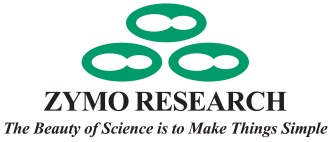 ZYMO RESEARCH
The Beauty of Science is to Make Things Simple